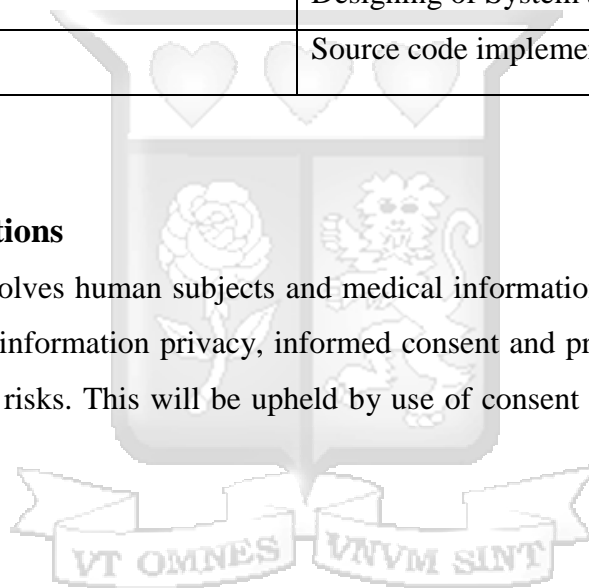 Designing of System
Source code impleme
tions
olves human subjects and medical informatio
information privacy, informed consent and pr
risks. This will be upheld by use of consent
VT OMNES VNVM SINT